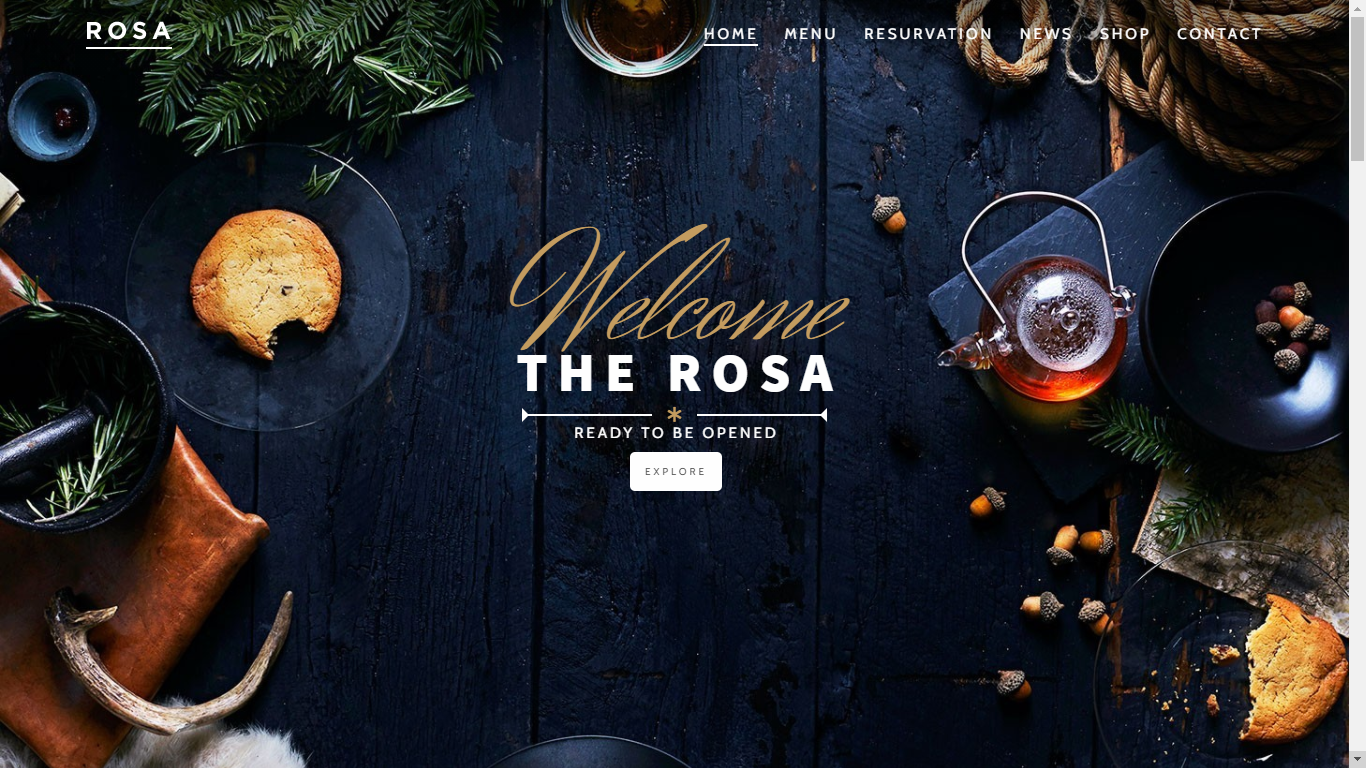 ROSA
HOME MENU RESURVATION NEWS SHOP CONTACT
Welcome
THE ROSA
READY TO BE OPENED
EXPLORE